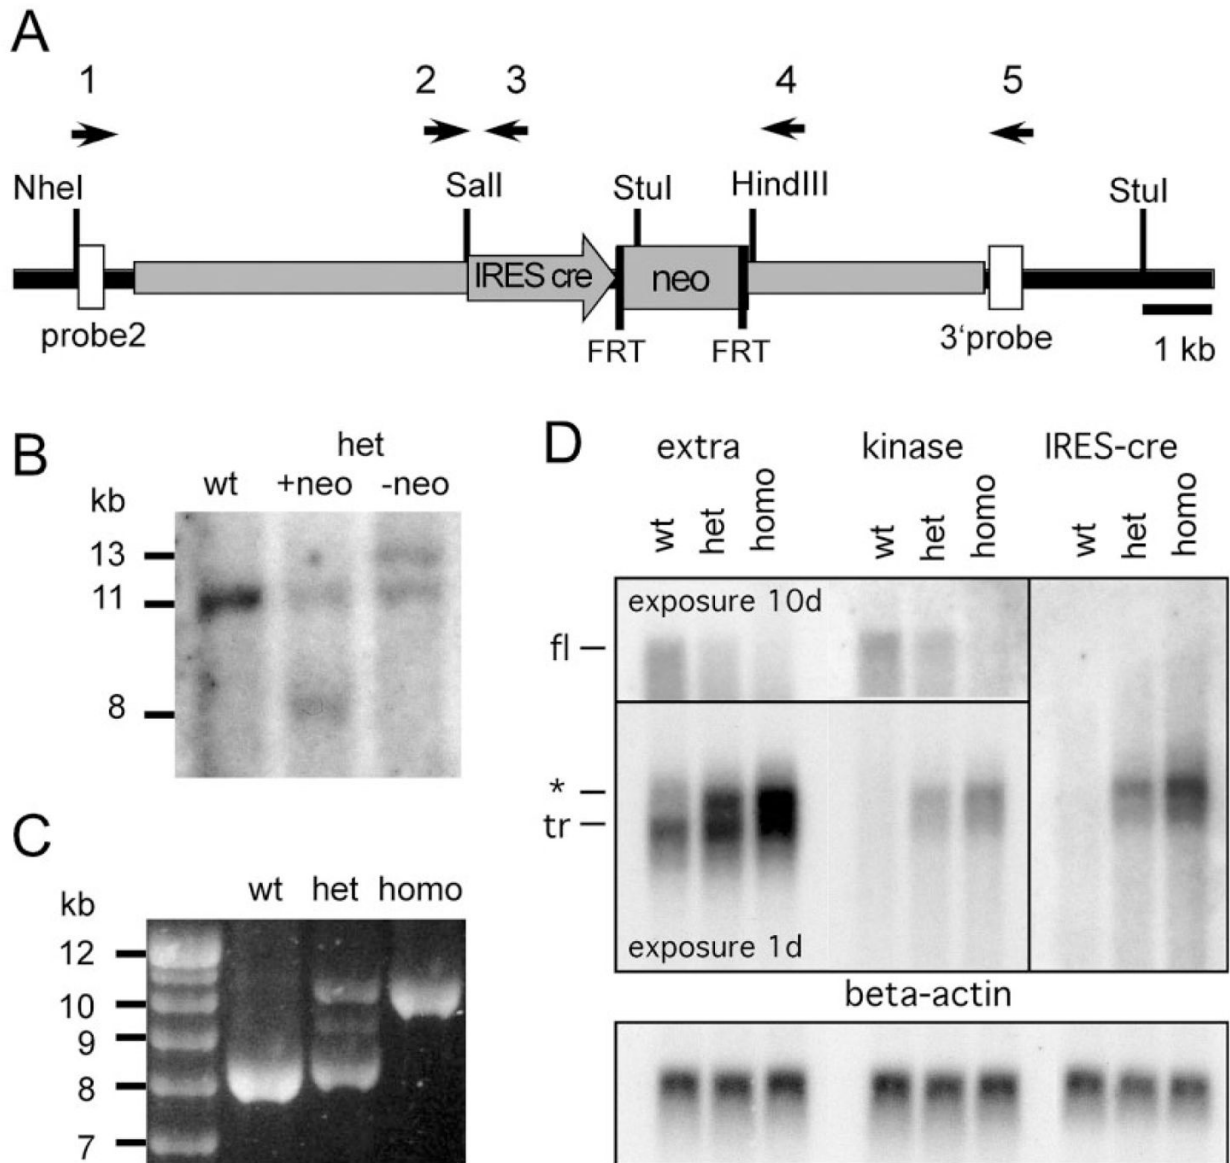 A
1 2 3 4 5
NheI SalI StuI HindIII StuI
IRES cre neo
probe2 FRT FRT 3‘probe 1 kb
B
het
kb wt +neo -neo
13
11
8
C
kb wt het homo
12
10
9
8
7
D
extra kinase IRES-cre
wt het homo wt het homo wt het homo
exposure 10d
fl
*
tr
exposure 1d
beta-actin